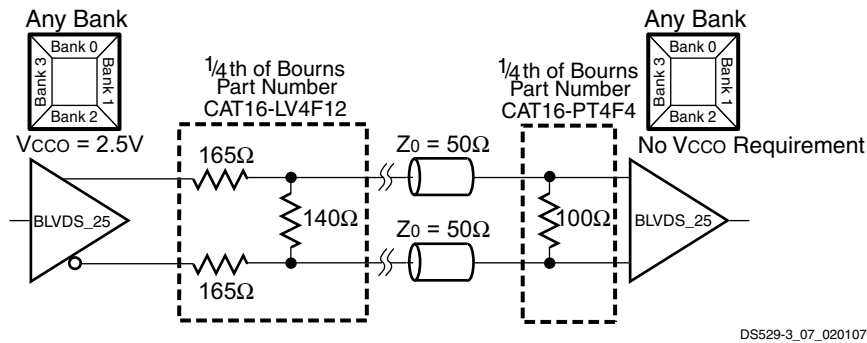 Any Bank
Bank 0
Bank 3
Bank 1
Bank 2
VCCO = 2.5V
1/4th of Bourns
Part Number
CAT16-LV4F12
1/4th of Bourns
Part Number
CAT16-PT4F4
Any Bank
Bank 0
Bank 3
Bank 1
Bank 2
No VCCO Requirement
165Ω
Z0 = 50Ω
BLVDS_25
140Ω
100Ω
BLVDS_25
Z0 = 50Ω
165Ω
DS529-3_07_020107